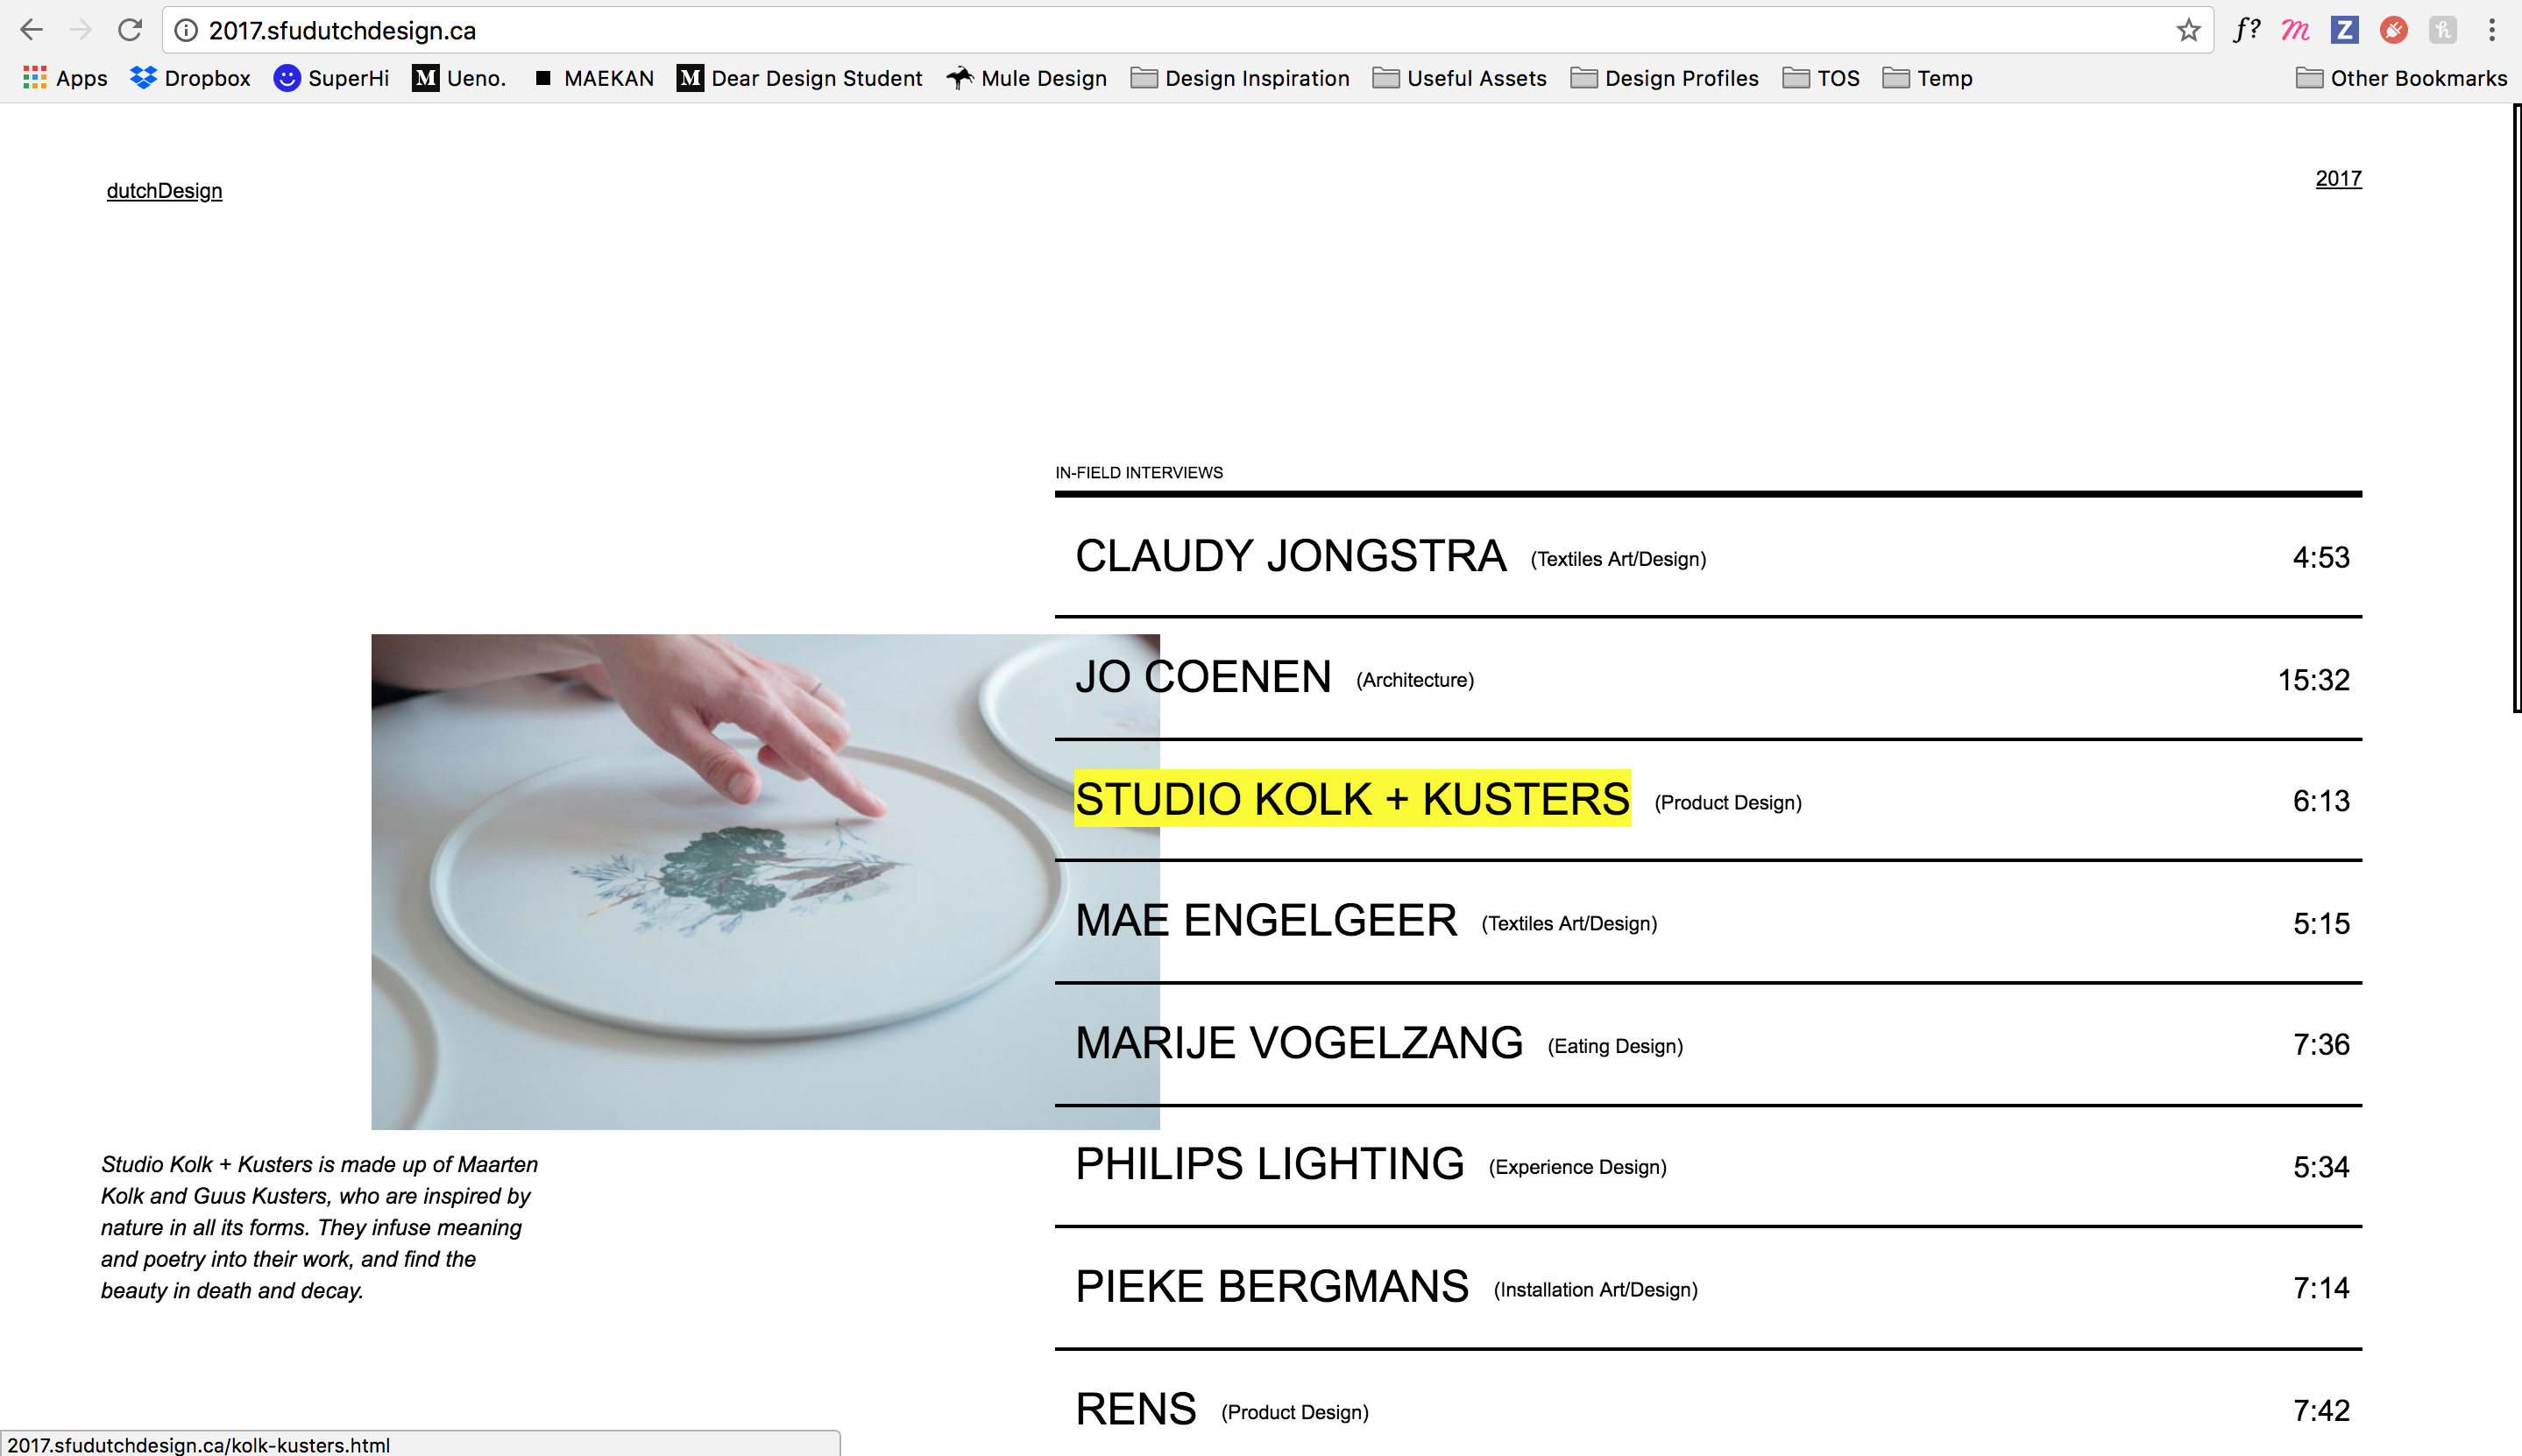 2017.sfudutchdesign.ca
f?
Z
Apps Dropbox SuperHi M Ueno. MAEKAN M Dear Design Student Mule Design Design Inspiration Useful Assets Design Profiles TOS Temp Other Bookmarks
dutchDesign
2017
IN-FIELD INTERVIEWS
CLAUDY JONGSTRA (Textiles Art/Design) 4:53
JO COENEN (Architecture) 15:32
STUDIO KOLK + KUSTERS (Product Design) 6:13
MAE ENGELGEER (Textiles Art/Design) 5:15
MARIJE VOGELZANG (Eating Design) 7:36
PHILIPS LIGHTING (Experience Design) 5:34
PIEKE BERGMANS (Installation Art/Design) 7:14
RENS (Product Design) 7:42
Studio Kolk + Kusters is made up of Maarten
Kolk and Guus Kusters, who are inspired by
nature in all its forms. They infuse meaning
and poetry into their work, and find the
beauty in death and decay.
2017.sfudutchdesign.ca/kolk-kusters.html